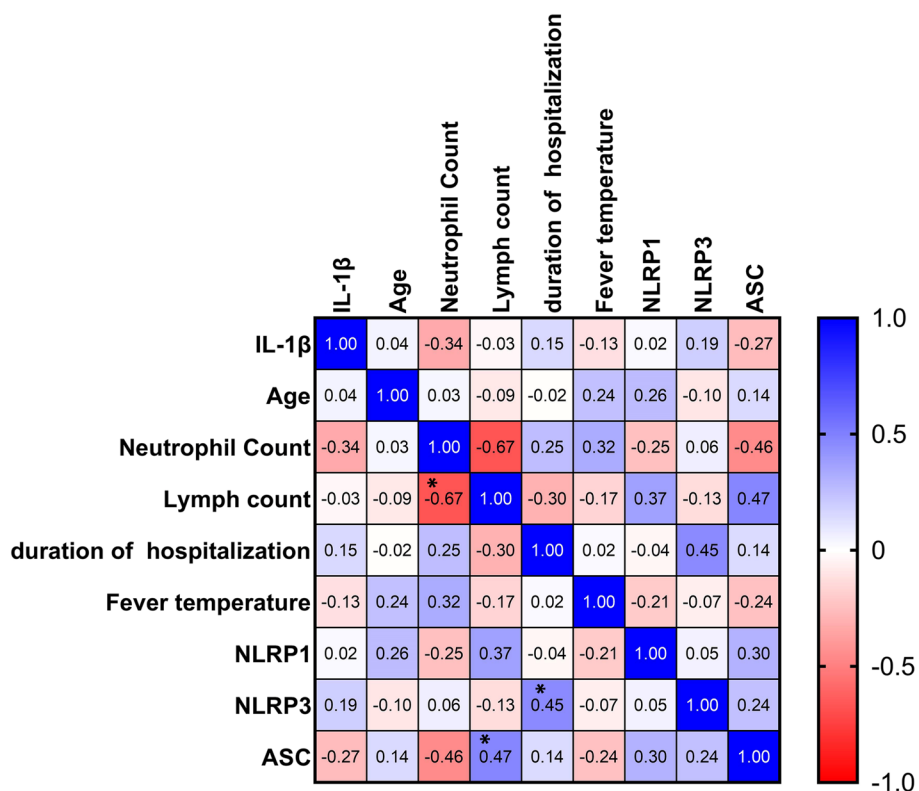 IL-1β
Age
Neutrophil Count
Lymph count
duration of hospitalization
Fever temperature
NLRP1
NLRP3
ASC
IL-1β 1.00 0.04 -0.34 -0.03 0.15 -0.13 0.02 0.19 -0.27
Age 0.04 1.00 0.03 -0.09 -0.02 0.24 0.26 -0.10 0.14
Neutrophil Count -0.34 0.03 1.00 -0.67 0.25 0.32 -0.25 0.06 -0.46
Lymph count -0.03 -0.09 *-0.67 1.00 -0.30 -0.17 0.37 -0.13 0.47
duration of hospitalization 0.15 -0.02 0.25 -0.30 1.00 0.02 -0.04 0.45 0.14
Fever temperature -0.13 0.24 0.32 -0.17 0.02 1.00 -0.21 -0.07 -0.24
NLRP1 0.02 0.26 -0.25 0.37 -0.04 -0.21 1.00 0.05 0.30
NLRP3 0.19 -0.10 0.06 -0.13 *0.45 -0.07 0.05 1.00 0.24
ASC -0.27 0.14 -0.46 *0.47 0.14 -0.24 0.30 0.24 1.00
1.0
0.5
0
-0.5
-1.0